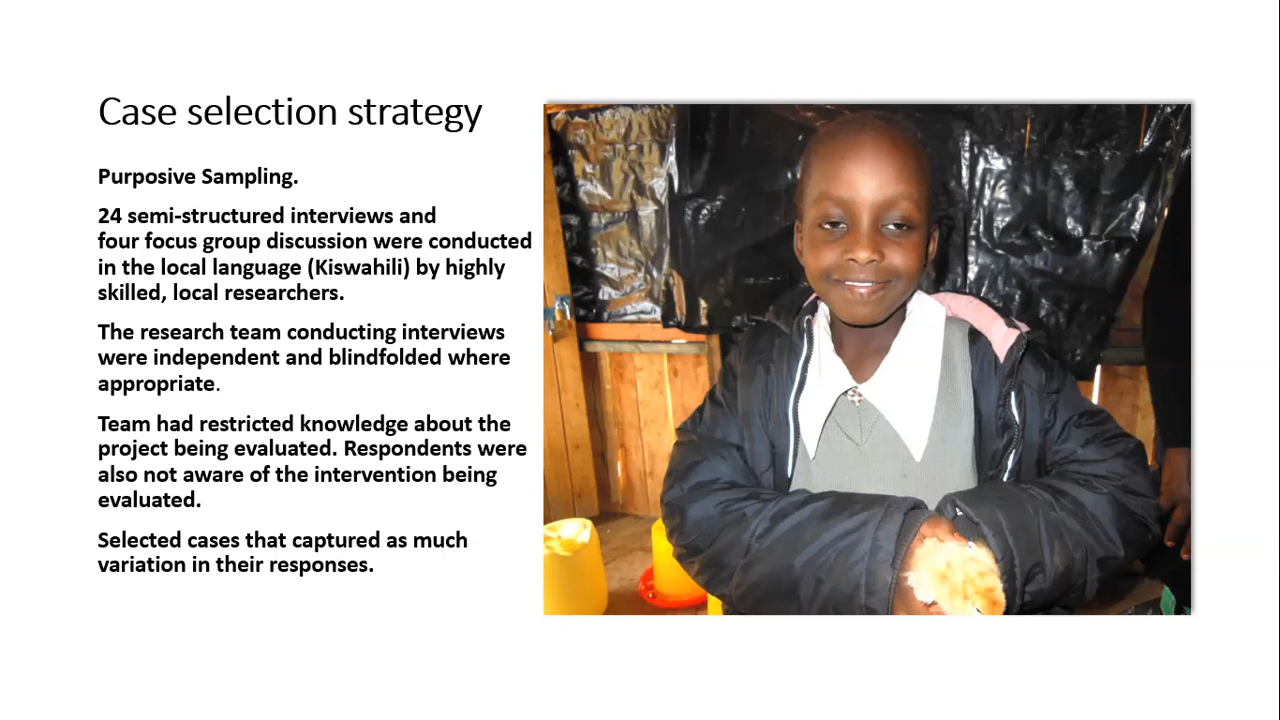 Case selection strategy
Purposive Sampling.
24 semi-structured interviews and
four focus group discussion were conducted
in the local language (Kiswahili) by highly
skilled, local researchers.
The research team conducting interviews
were independent and blindfolded where
appropriate.
Team had restricted knowledge about the
project being evaluated. Respondents were
also not aware of the intervention being
evaluated.
Selected cases that captured as much
variation in their responses.